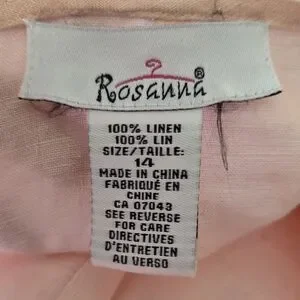 Rosanna®
100% LINEN
100% LIN
SIZE/TAILLE:
14
MADE IN CHINA
FABRIQUÉ EN
CHINE
CA 07043
SEE REVERSE
FOR CARE
DIRECTIVES
D'ENTRETIEN
AU VERSO